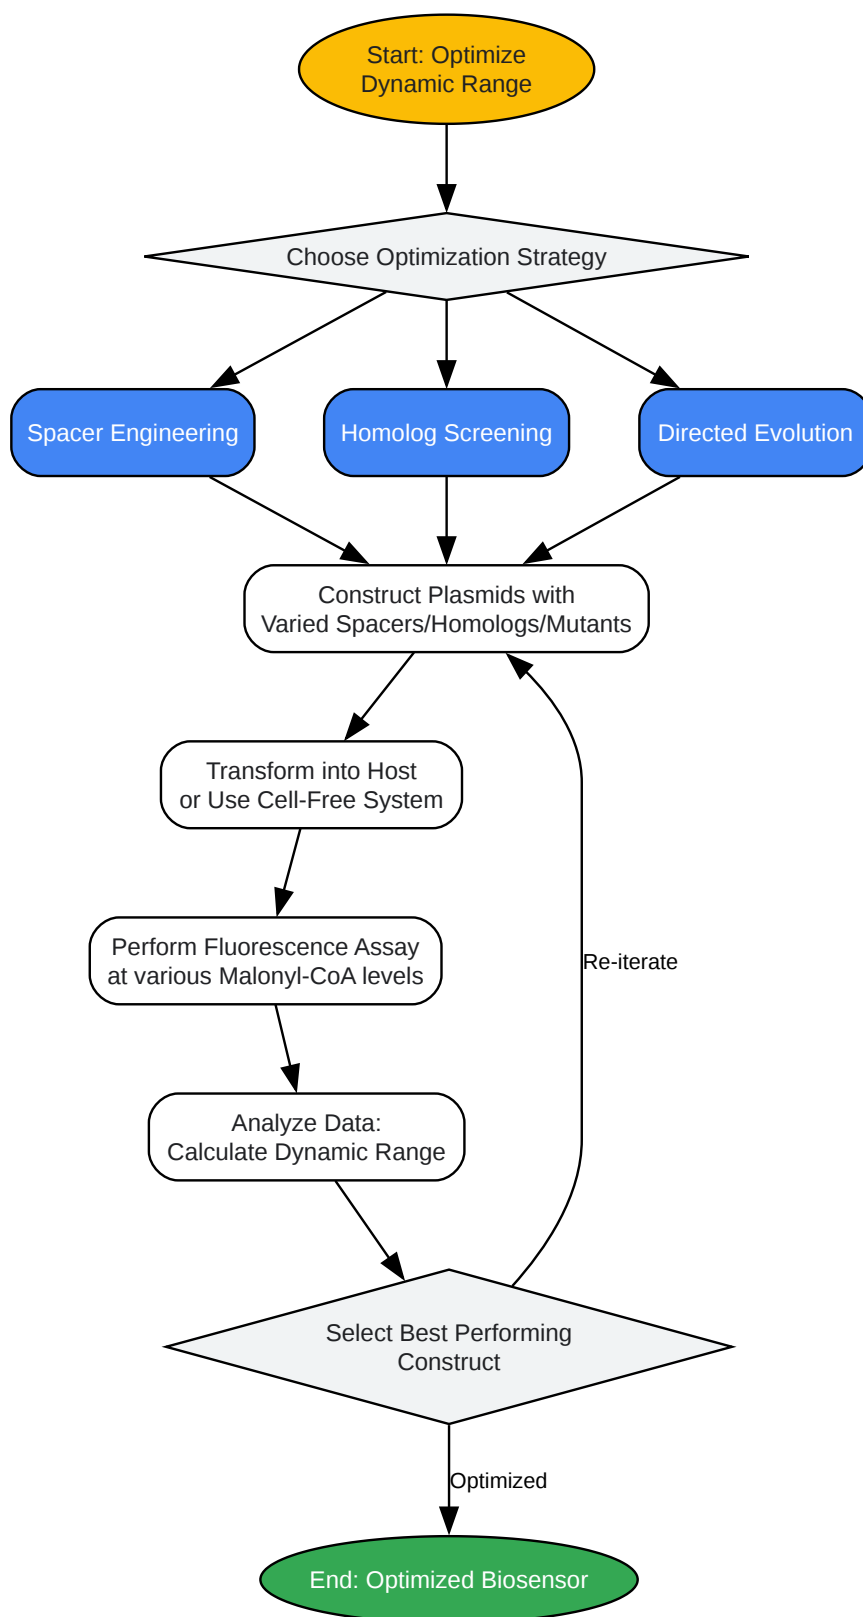 Start: Optimize
Dynamic Range
Choose Optimization Strategy
Spacer Engineering
Homolog Screening
Directed Evolution
Construct Plasmids with
Varied Spacers/Homologs/Mutants
Transform into Host
or Use Cell-Free System
Perform Fluorescence Assay
at various Malonyl-CoA levels
Re-iterate
Analyze Data:
Calculate Dynamic Range
Select Best Performing
Construct
Optimized
End: Optimized Biosensor